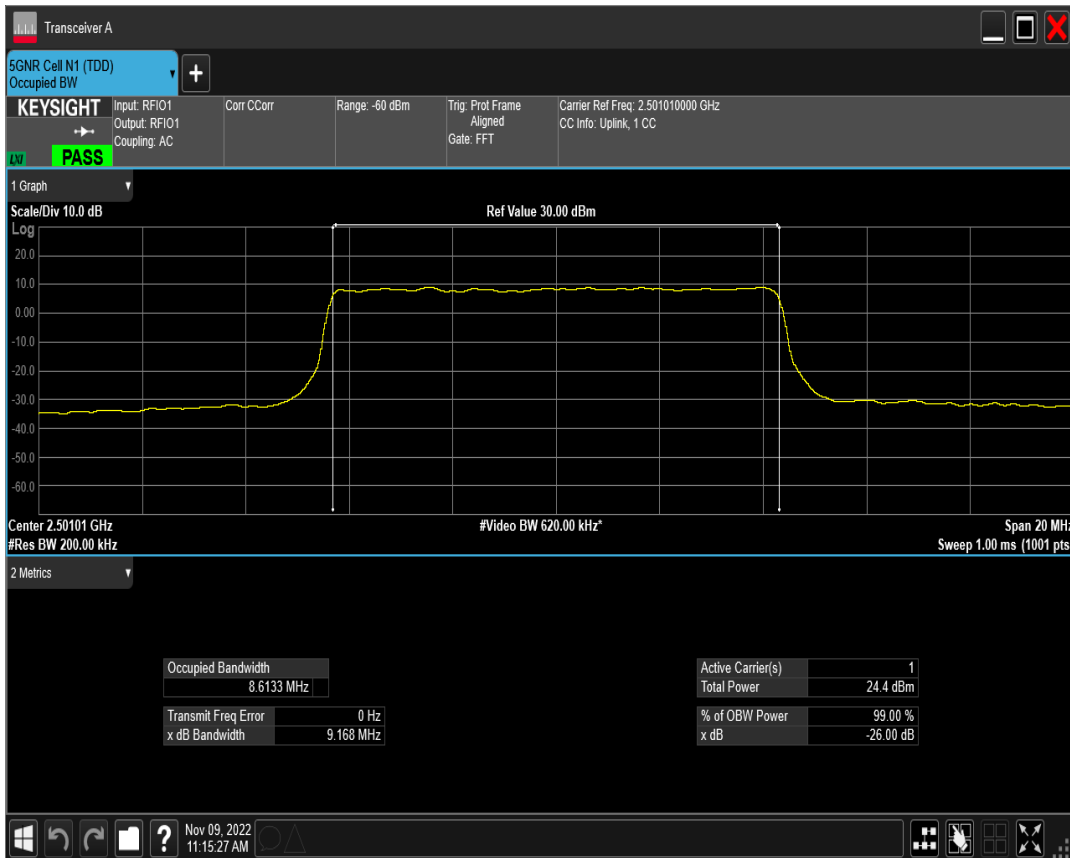 Transceiver A
5GNR Cell N1 (TDD)
Occupied BW
+
KEYSIGHT
LXI
PASS
Input: RFIO1
Output: RFIO1
Coupling: AC
Corr CCorr
Range: -60 dBm
Trig: Prot Frame
Aligned
Gate: FFT
Carrier Ref Freq: 2.501010000 GHz
CC Info: Uplink, 1 CC
1 Graph
Scale/Div 10.0 dB
Ref Value 30.00 dBm
Log
20.0
10.0
0.00
-10.0
-20.0
-30.0
-40.0
-50.0
-60.0
Center 2.50101 GHz
#Video BW 620.00 kHz*
Span 20 MHz
#Res BW 200.00 kHz
Sweep 1.00 ms (1001 pts
2 Metrics
Occupied Bandwidth
8.6133 MHz
Transmit Freq Error 0 Hz
x dB Bandwidth 9.168 MHz
Active Carrier(s) 1
Total Power 24.4 dBm
% of OBW Power 99.00 %
x dB -26.00 dB
?
Nov 09, 2022
11:15:27 AM